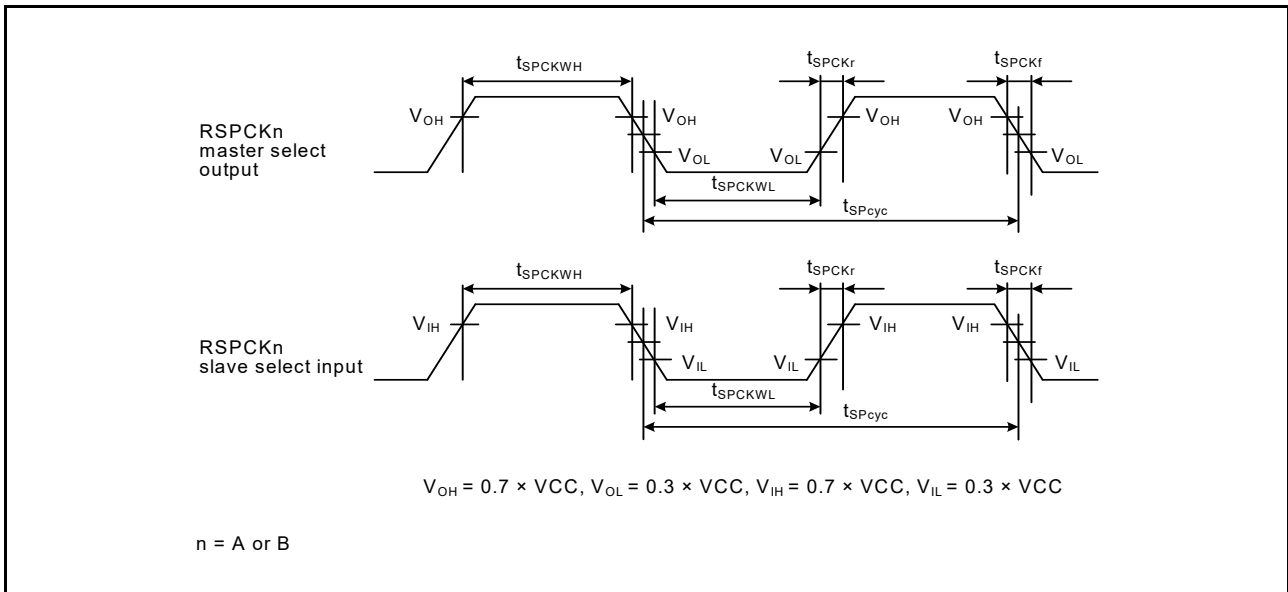 tSPCKWH
tSPCKr
tSPCKf
VOH
VOH
VOH
VOH
RSPCKn
master select
output
VOL
VOL
VOL
tSPCKWL
tSPcyc
tSPCKWH
tSPCKr
tSPCKf
VIH
VIH
VIH
VIH
RSPCKn
slave select input
VIL
VIL
VIL
tSPCKWL
tSPcyc
VOH = 0.7 × VCC, VOL = 0.3 × VCC, VIH = 0.7 × VCC, VIL = 0.3 × VCC
n = A or B